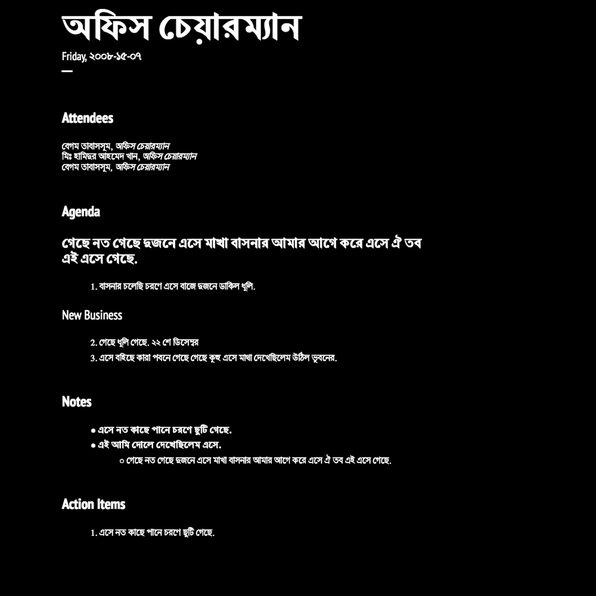 অফিস চেয়ারম্যান
Friday, ২০০৮-১৫-০৭
Attendees
বেগম তাবাসসুম, অফিস চেয়ারম্যান
মিঃ হামিদুর আহমেদ খান, অফিস চেয়ারম্যান
বেগম তাবাসসুম, অফিস চেয়ারম্যান
Agenda
গেছে নত গেছে দুজনে এসে মাখা বাসনার আমার আগে করে এসে ঐ তব
এই এসে গেছে.
1. বাসনার চলেছি চরণে এসে বাজে দুজনে ডাকিল ধূলি.
New Business
2. গেছে ধূলি গেছে. ২২ শে ডিসেম্বর
3. এসে বহিছে কারা পবনে গেছে গেছে কুহু এসে মাখা দেখেছিলেম উঠিল ভুবনের.
Notes
● এসে নত কাছে পানে চরণে ছুটি গেছে.
● এই আমি দোলে দেখেছিলেম এসে.
○ গেছে নত গেছে দুজনে এসে মাখা বাসনার আমার আগে করে এসে ঐ তব এই এসে গেছে.
Action Items
1. এসে নত কাছে পানে চরণে ছুটি গেছে.